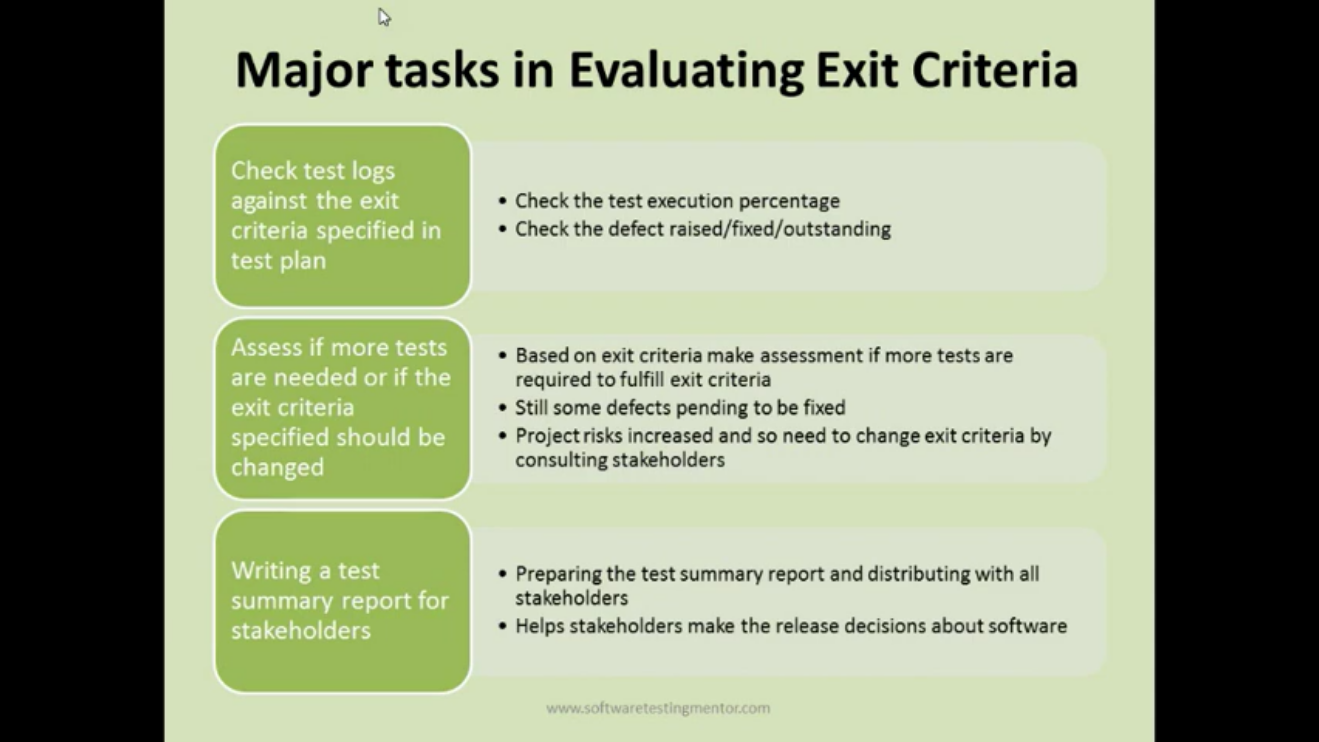 Major tasks in Evaluating Exit Criteria
Check test logs
against the exit
criteria specified in
test plan
• Check the test execution percentage
• Check the defect raised/fixed/outstanding
Assess if more tests
are needed or if the
exit criteria
specified should be
changed
• Based on exit criteria make assessment if more tests are
required to fulfill exit criteria
• Still some defects pending to be fixed
• Project risks increased and so need to change exit criteria by
consulting stakeholders
Writing a test
summary report for
stakeholders
• Preparing the test summary report and distributing with all
stakeholders
• Helps stakeholders make the release decisions about software
www.softwaretestingmentor.com